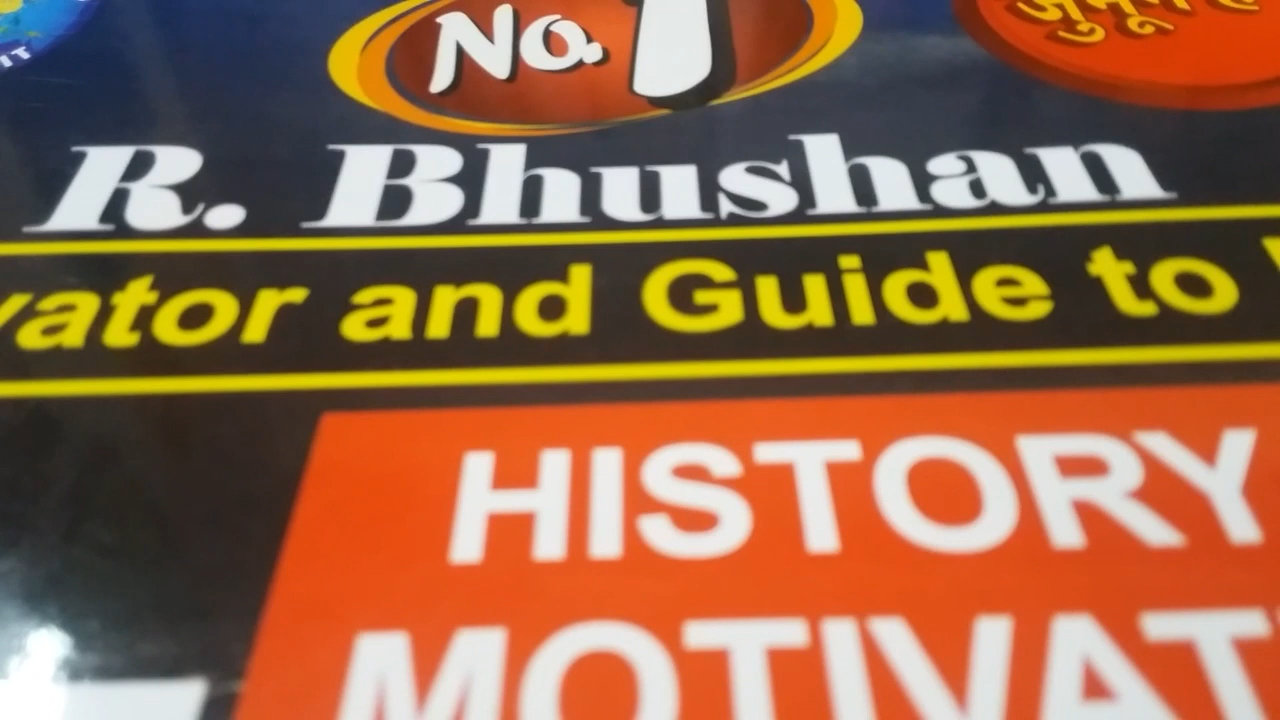 No. 1
जुनून
R. Bhushan
vator and Guide to
HISTORY
MOTIVAT